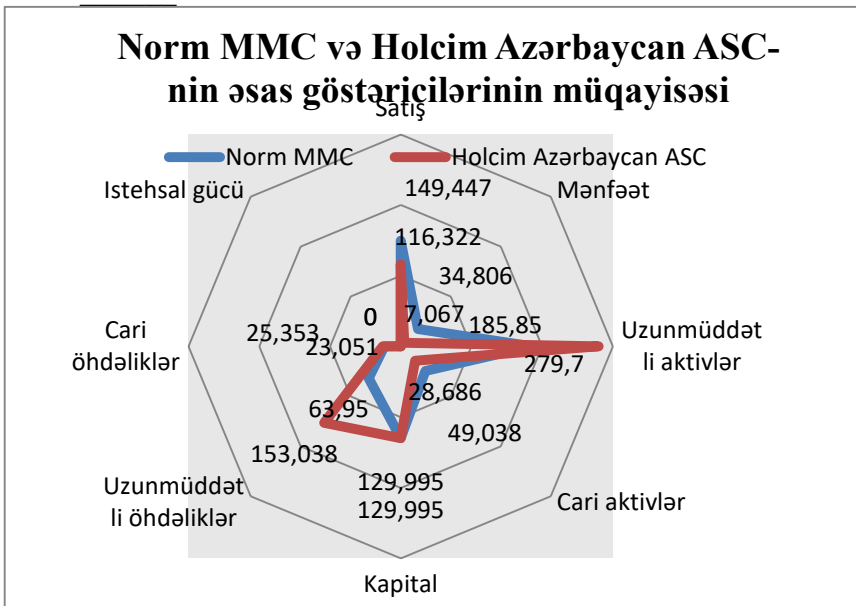 Norm MMC və Holcim Azərbaycan ASC-
nin əsas göstəricilərinin müqayisəsi
Satış
Norm MMC
Holcim Azərbaycan ASC
Istehsal gücü
149,447
Mənfəət
116,322
34,806
0
7,067
185,85
Cari
öhdəliklər
25,353
23,051
Uzunmüddət
li aktivlər
279,7
63,95
28,686
153,038
49,038
129,995
129,995
Uzunmüddət
li öhdəliklər
Cari aktivlər
Kapital